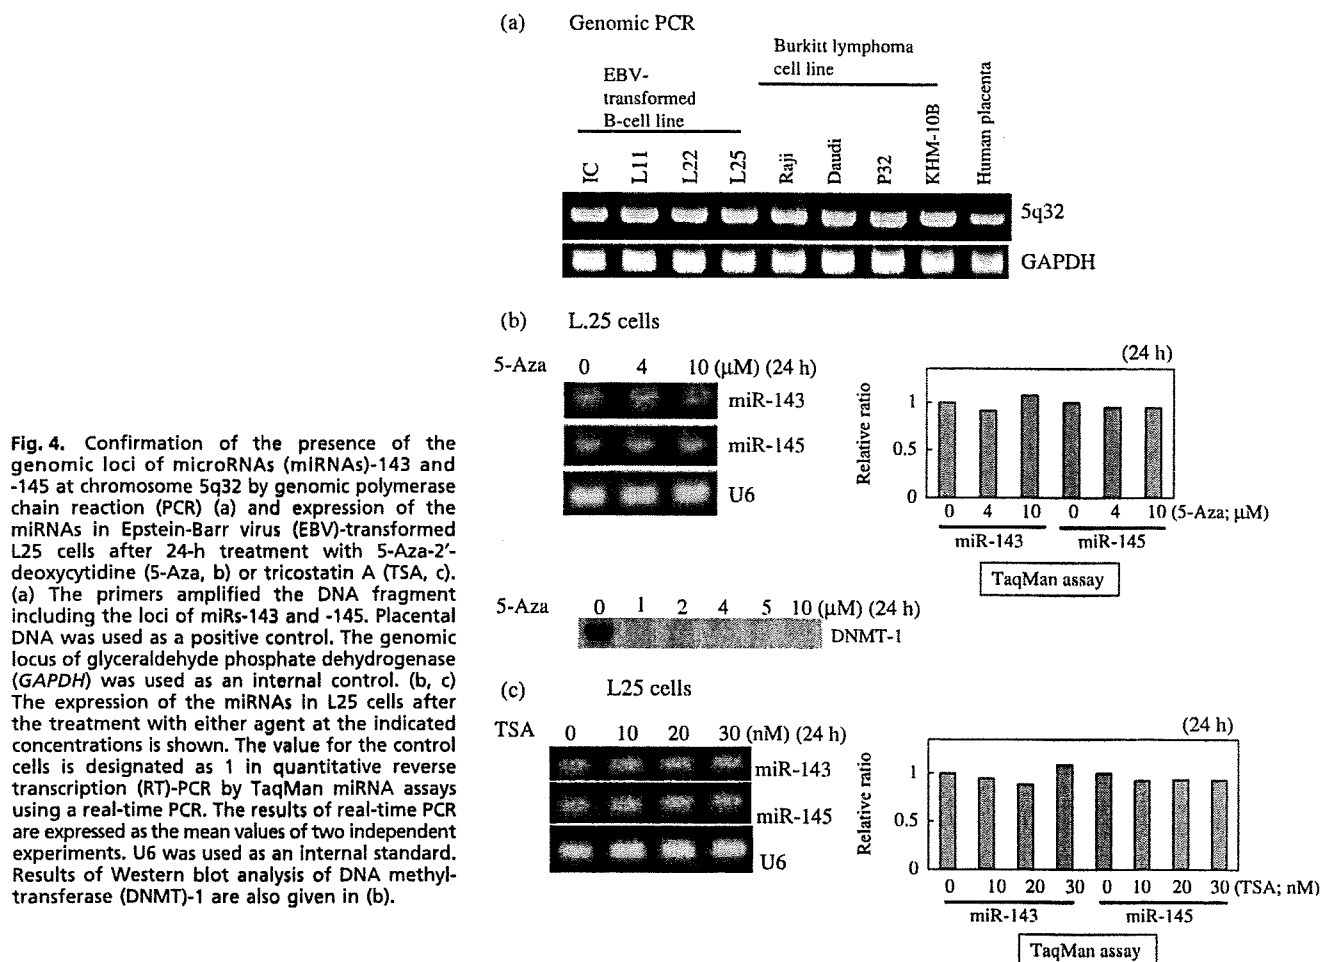 (a) Genomic PCR
Burkitt lymphoma
cell line
EBV-
transformed
B-cell line
IC L11 L22 L25 Raji Daudi P32 KHM-10B Human placenta
5q32
GAPDH
(b) L.25 cells
5-Aza 0 4 10 (μM) (24 h)
miR-143
miR-145
U6
(24 h)
Relative ratio
1
0.5
0
0 4 10 0 4 10 (5-Aza; μM)
miR-143 miR-145
TaqMan assay
5-Aza 0 1 2 4 5 10 (μM) (24 h)
DNMT-1
(c) L25 cells
TSA 0 10 20 30 (nM) (24 h)
miR-143
miR-145
U6
(24 h)
Relative ratio
1
0.5
0
0 10 20 30 0 10 20 30 (TSA; nM)
miR-143 miR-145
TaqMan assay
Fig. 4. Confirmation of the presence of the
genomic loci of microRNAs (miRNAs)-143 and
-145 at chromosome 5q32 by genomic polymerase
chain reaction (PCR) (a) and expression of the
miRNAs in Epstein-Barr virus (EBV)-transformed
L25 cells after 24-h treatment with 5-Aza-2′-
deoxycytidine (5-Aza, b) or tricostatin A (TSA, c).
(a) The primers amplified the DNA fragment
including the loci of miRs-143 and -145. Placental
DNA was used as a positive control. The genomic
locus of glyceraldehyde phosphate dehydrogenase
(GAPDH) was used as an internal control. (b, c)
The expression of the miRNAs in L25 cells after
the treatment with either agent at the indicated
concentrations is shown. The value for the control
cells is designated as 1 in quantitative reverse
transcription (RT)-PCR by TaqMan miRNA assays
using a real-time PCR. The results of real-time PCR
are expressed as the mean values of two independent
experiments. U6 was used as an internal standard.
Results of Western blot analysis of DNA methyl-
transferase (DNMT)-1 are also given in (b).